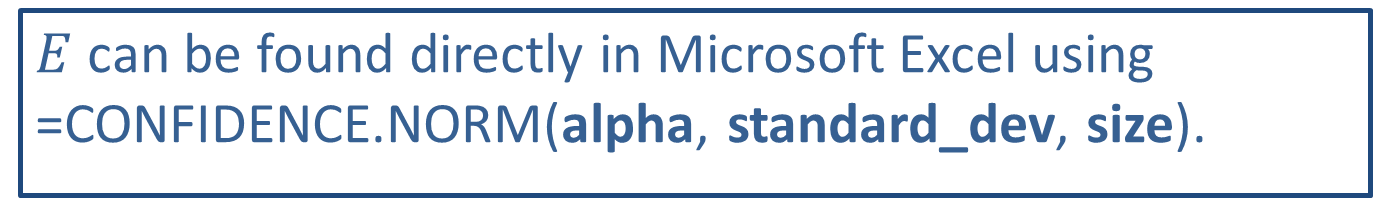 E can be found directly in Microsoft Excel using
=CONFIDENCE.NORM(alpha, standard_dev, size).